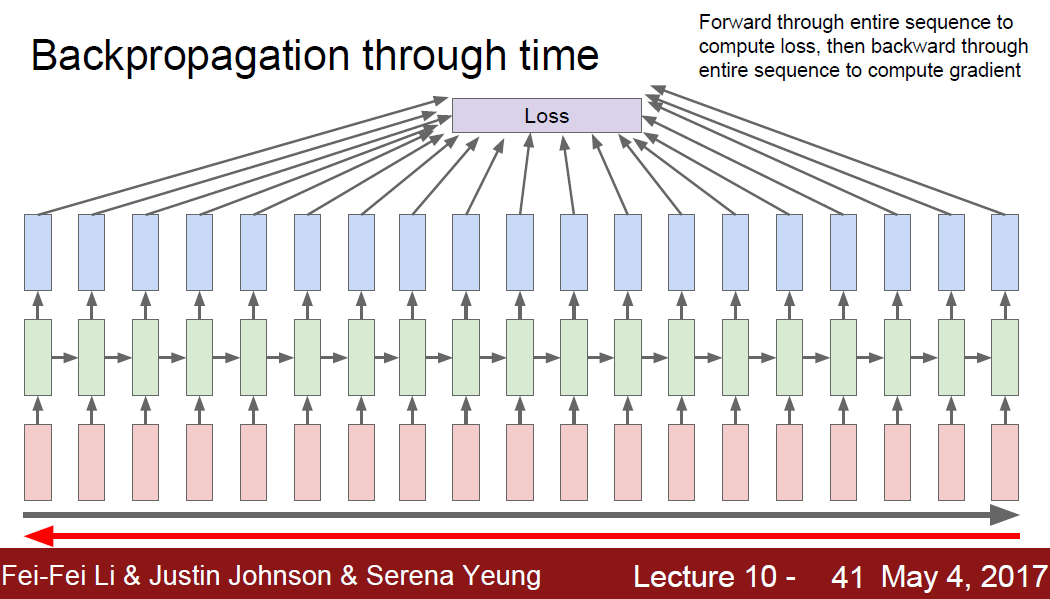 Backpropagation through time
Forward through entire sequence to
compute loss, then backward through
entire sequence to compute gradient
Loss
Fei-Fei Li & Justin Johnson & Serena Yeung
Lecture 10 - 41 May 4, 2017